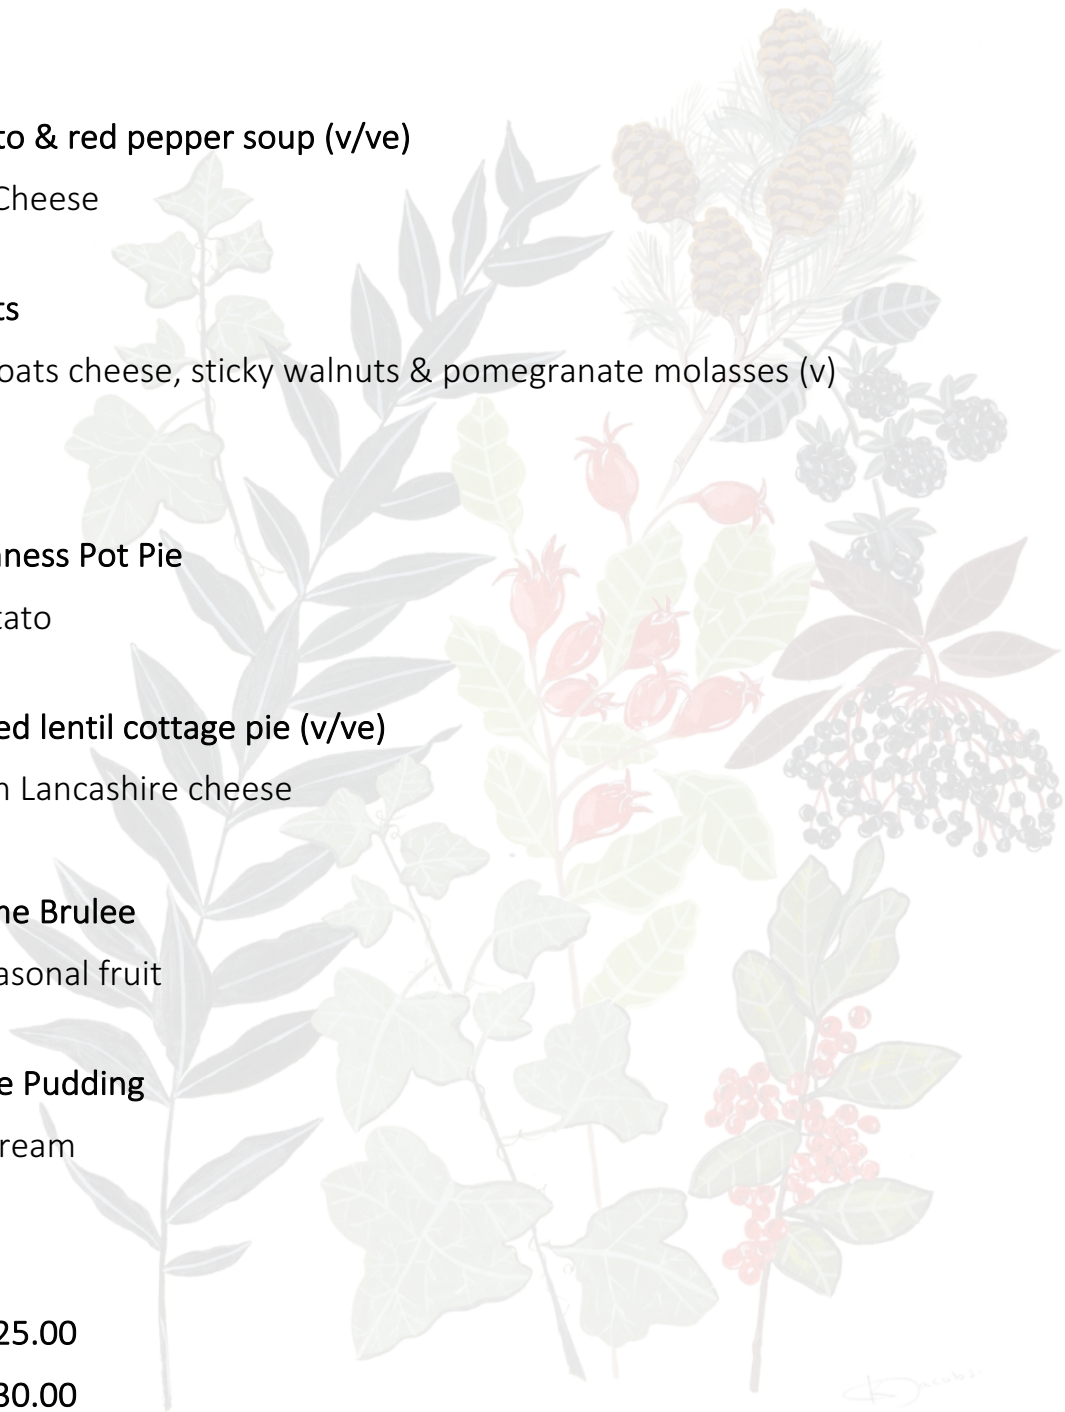 to & red pepper soup (v/ve)
Cheese
ts
oats cheese, sticky walnuts & pomegranate molasses (v)
ness Pot Pie
tato
ed lentil cottage pie (v/ve)
n Lancashire cheese
ne Brulee
asonal fruit
e Pudding
ream
25.00
30.00
Jacobs.